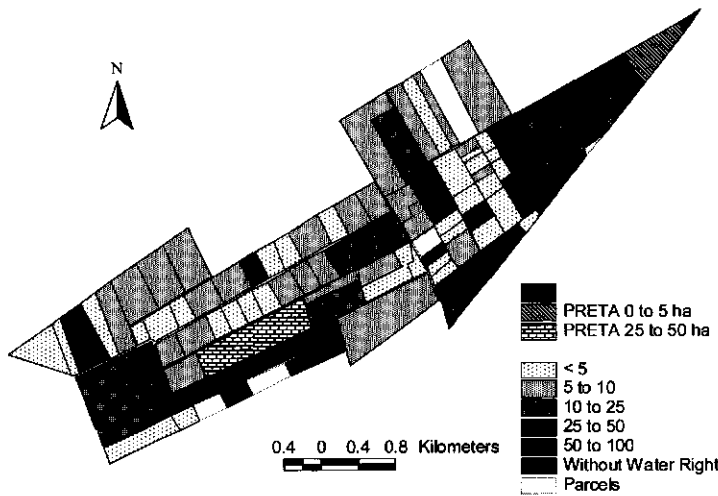 N
PRETA 0 to 5 ha
PRETA 25 to 50 ha
< 5
5 to 10
10 to 25
25 to 50
50 to 100
Without Water Right
Parcels
0.4 0 0.4 0.8 Kilometers